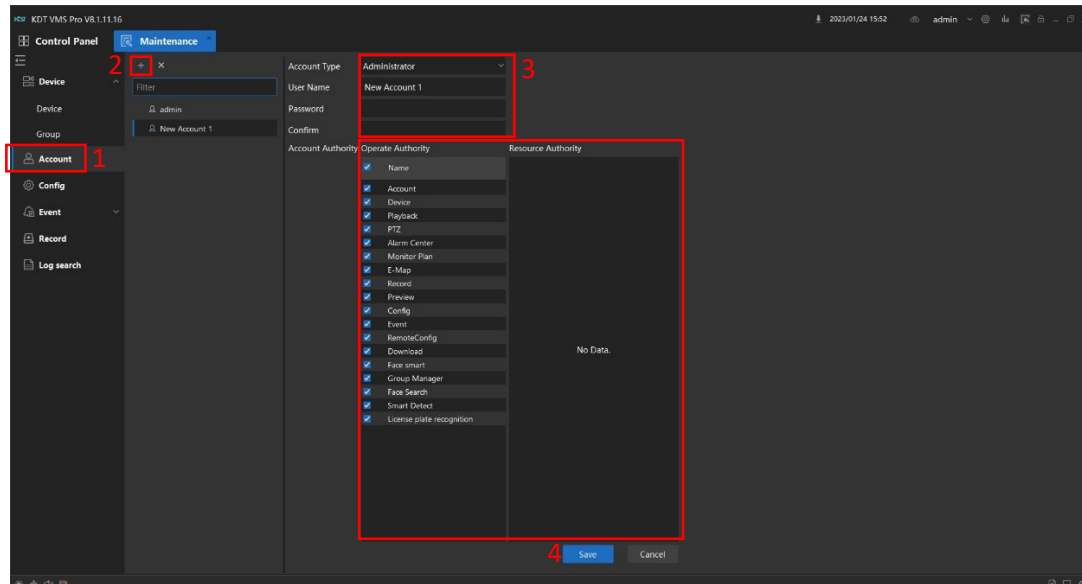 KDT VMS Pro V8.1.11.16
2023/01/24 15:52
admin
Control Panel
Maintenance
2
3
Device
Device
Group
1
Account
Config
Event
Record
Log search
Filter
admin
New Account 1
Account Type
Administrator
User Name
New Account 1
Password
Confirm
Account Authority
Operate Authority
Resource Authority
Name
Account
Device
Playback
PTZ
Alarm Center
Monitor Plan
E-Map
Record
Preview
Config
Event
RemoteConfig
Download
Face smart
Group Manager
Face Search
Smart Detect
License plate recognition
No Data.
4
Save
Cancel